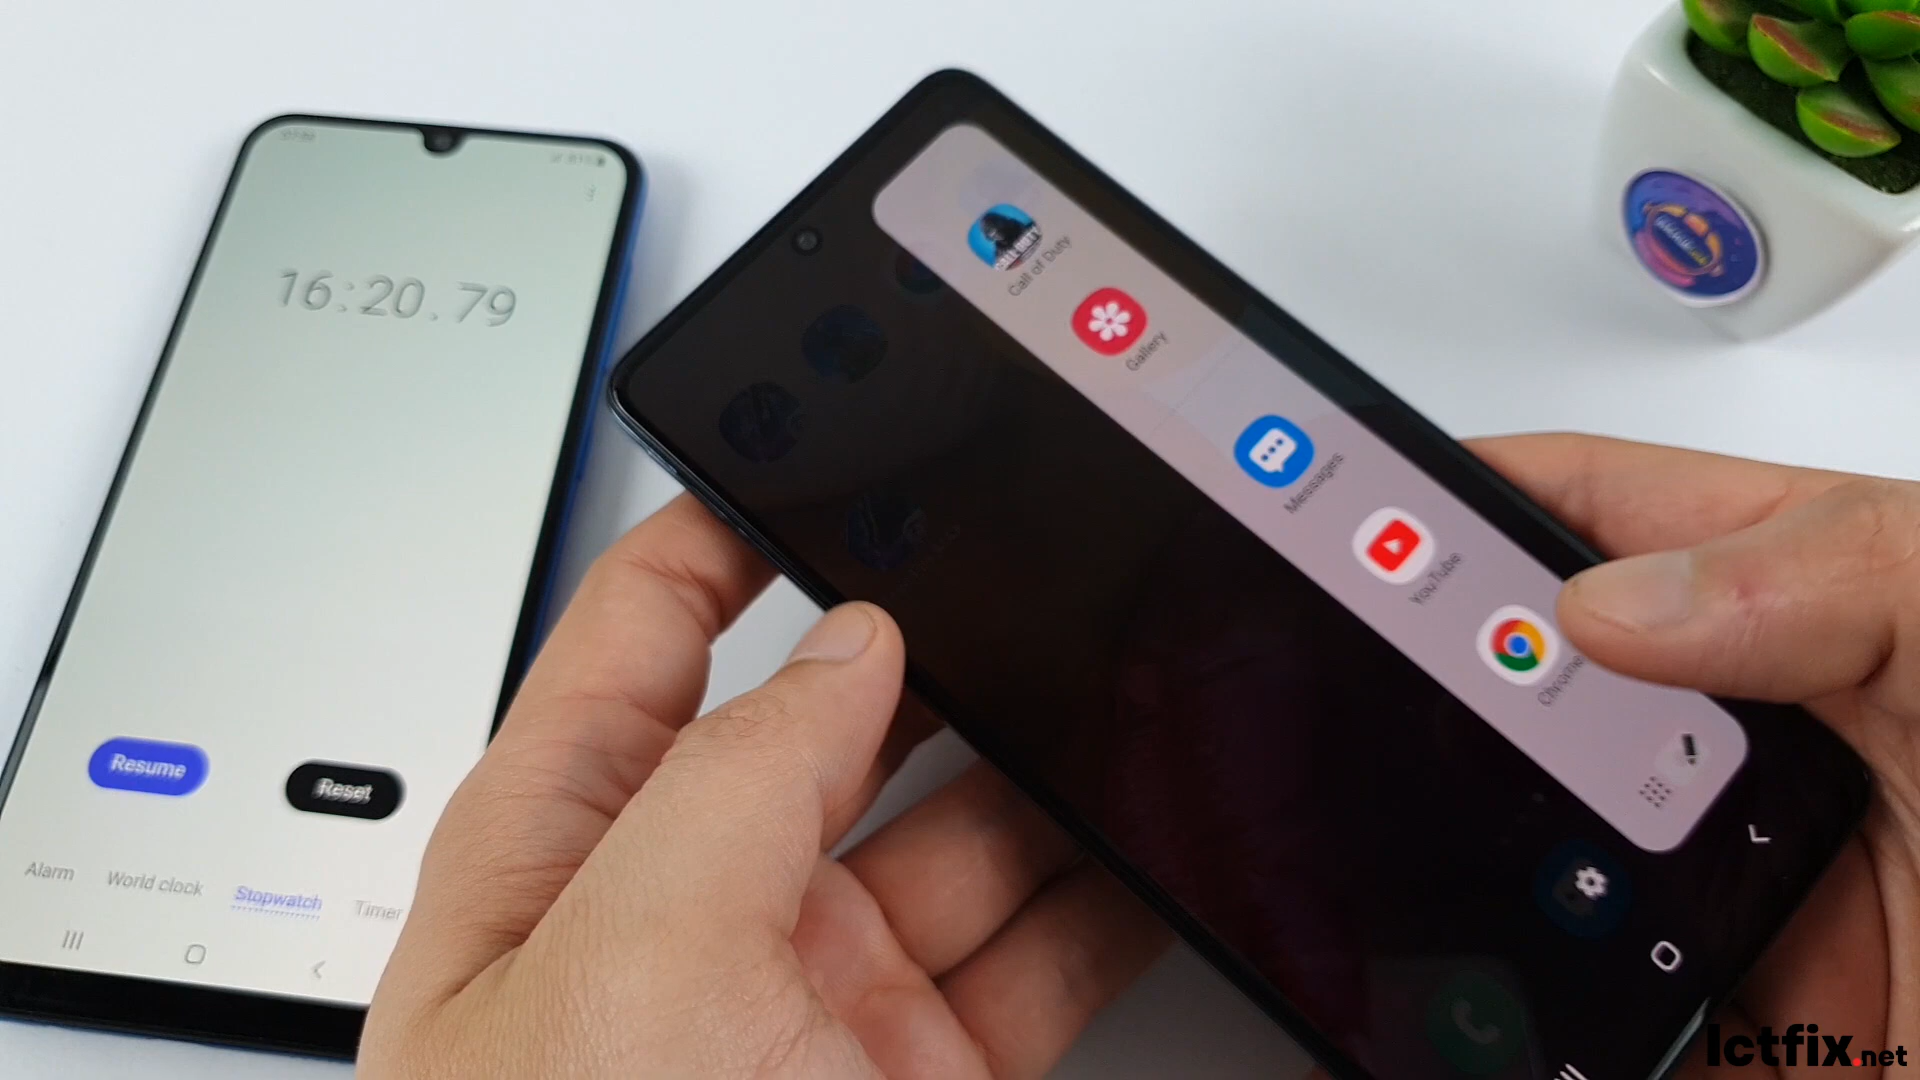 16:20.79
Resume
Reset
Alarm
World clock
Stopwatch
Timer
Call of Duty
Gallery
Messages
YouTube
Chrome
Ictfix.net